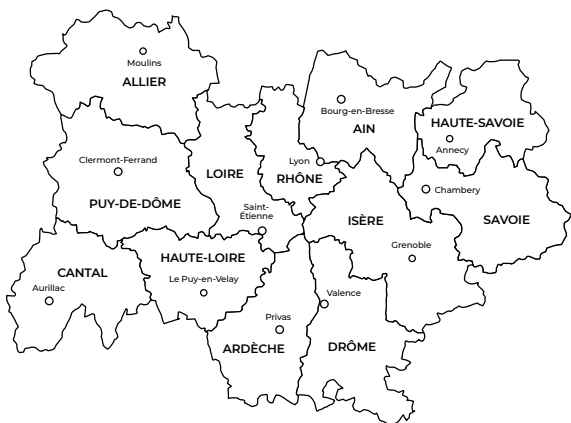 Moulins
ALLIER
Bourg-en-Bresse
AIN
HAUTE-SAVOIE
Annecy
Clermont-Ferrand
PUY-DE-DÔME
LOIRE
Lyon
RHÔNE
Chambery
SAVOIE
Saint-
Étienne
ISÈRE
Grenoble
HAUTE-LOIRE
Le Puy-en-Velay
CANTAL
Aurillac
Privas
ARDÈCHE
Valence
DRÔME